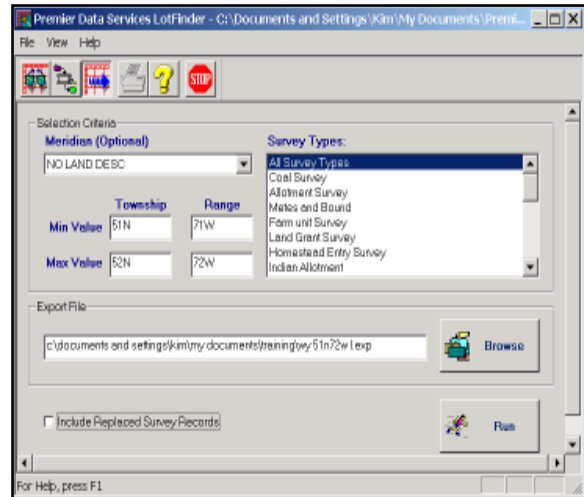 Premier Data Services LotFinder - C:\Documents and Settings\Kim\My Documents\Premi...
File View Help
STOP
Selection Criteria
Meridian (Optional)
NO LAND DESC
Survey Types:
All Survey Types
Coal Survey
Allotment Survey
Metes and Bound
Farm unit Survey
Land Grant Survey
Homestead Entry Survey
Indian Allotment
Township Range
Min Value 51N 71W
Max Value 52N 72W
Export File
c:\documents and settings\kim\my documents\training\wy51n72w l.exp
Browse
Include Replaced Survey Records
Run
For Help, press F1